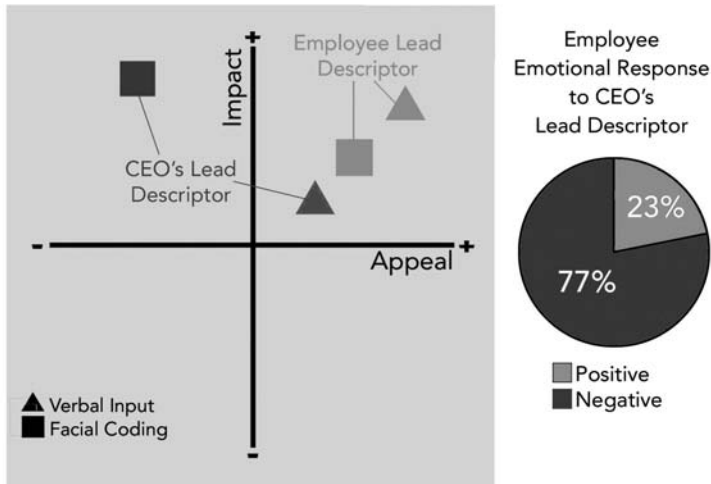 +
Impact
Employee Lead
Descriptor
CEO's Lead
Descriptor
-
+
Appeal
▲ Verbal Input
■ Facial Coding
-
Employee
Emotional Response
to CEO's
Lead Descriptor
23%
77%
Positive
Negative